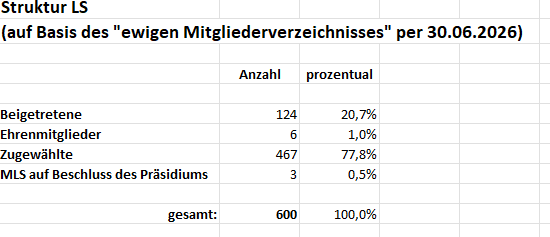 Struktur LS
(auf Basis des "ewigen Mitgliederverzeichnisses" per 30.06.2026)
Anzahl prozentual
Beigetretene 124 20,7%
Ehrenmitglieder 6 1,0%
Zugewählte 467 77,8%
MLS auf Beschluss des Präsidiums 3 0,5%
gesamt: 600 100,0%